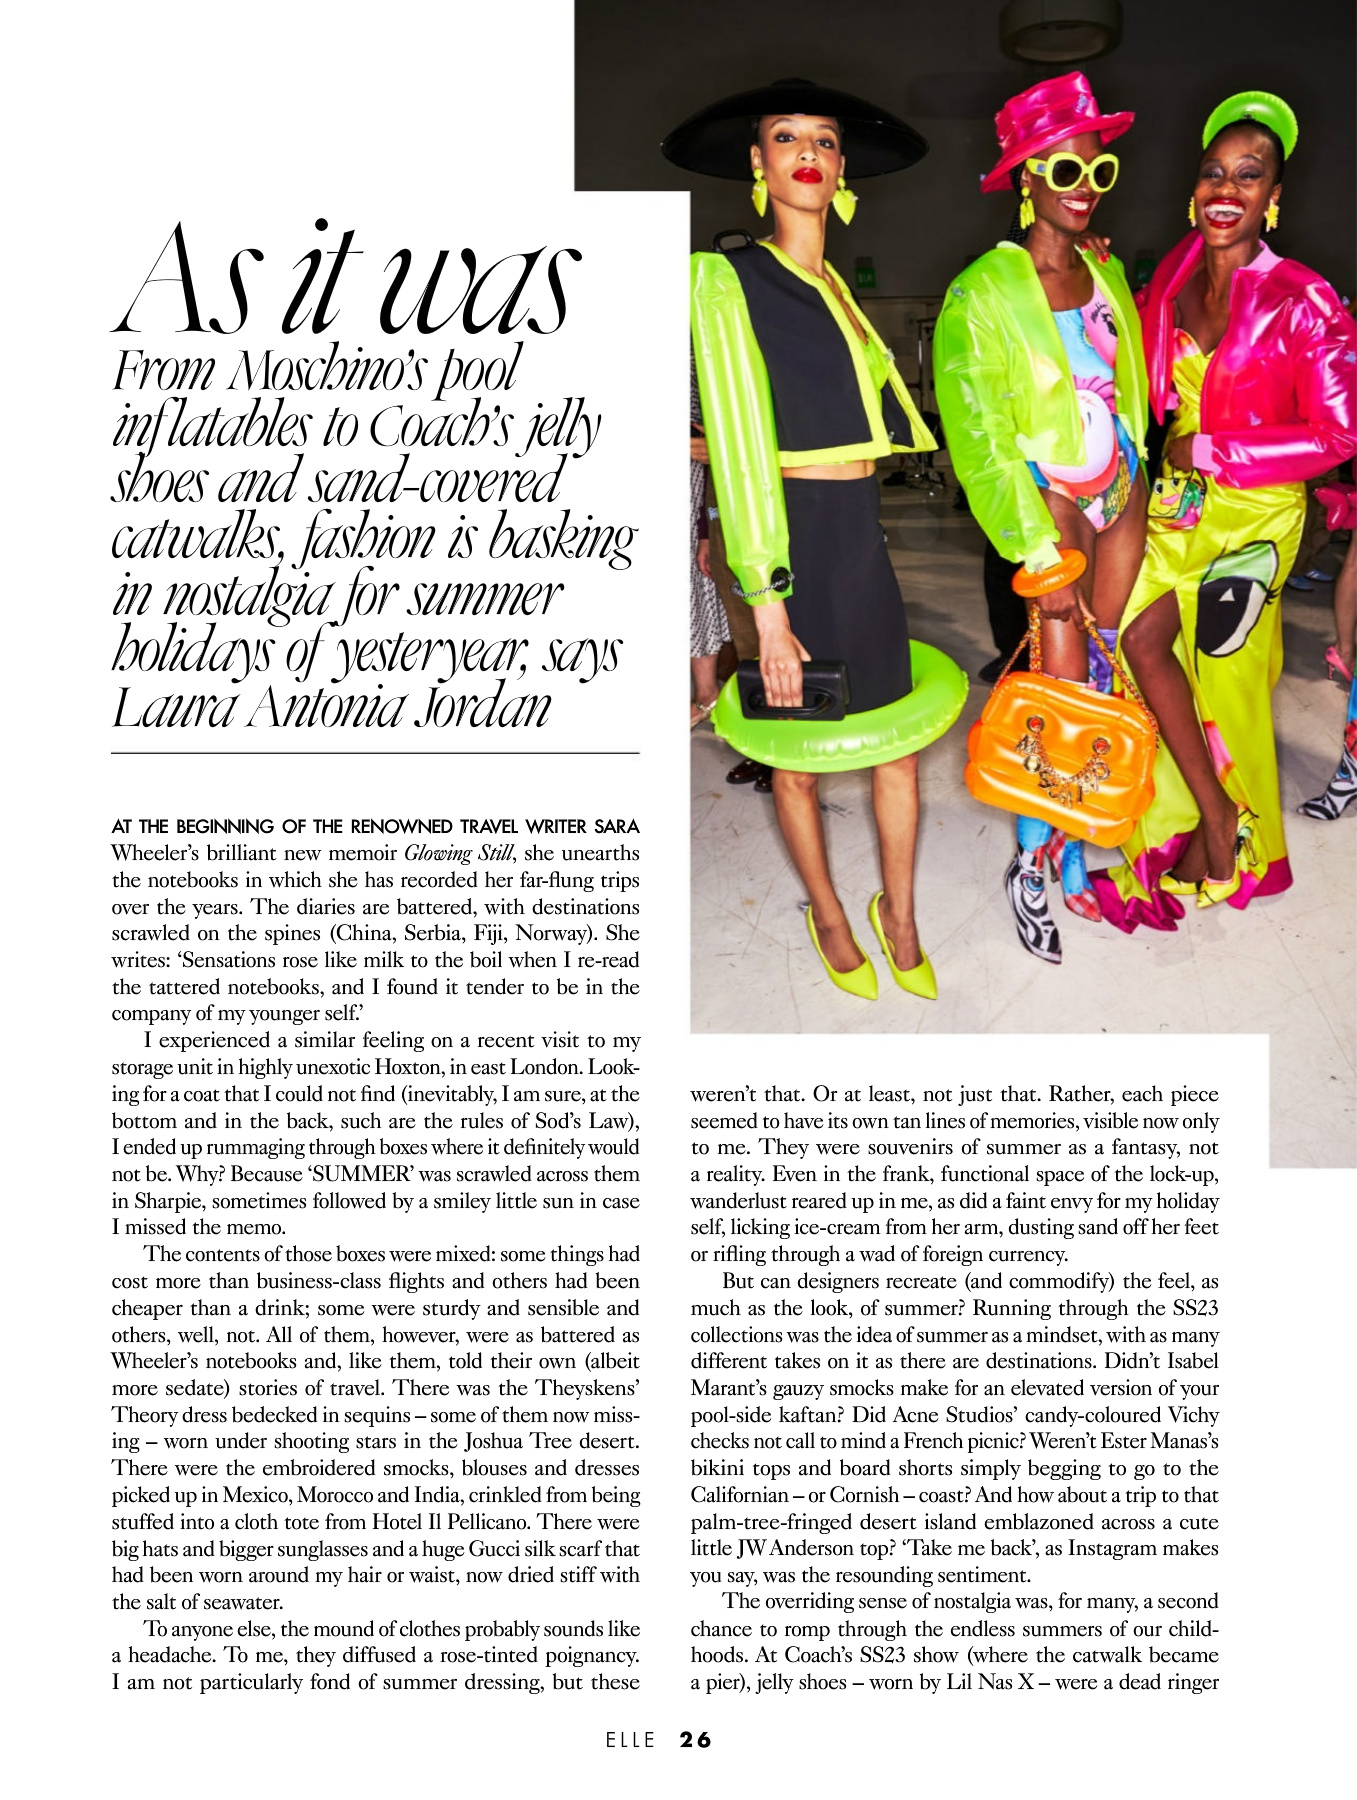 As it was
From Moschino's pool
inflatables to Coach's jelly
shoes and sand-covered
catwalks, fashion is basking
in nostalgia for summer
holidays of yesteryear, says
Laura Antonia Jordan
AT THE BEGINNING OF THE RENOWNED TRAVEL WRITER SARA
Wheeler's brilliant new memoir Glowing Still, she unearths
the notebooks in which she has recorded her far-flung trips
over the years. The diaries are battered, with destinations
scrawled on the spines (China, Serbia, Fiji, Norway). She
writes: ‘Sensations rose like milk to the boil when I re-read
the tattered notebooks, and I found it tender to be in the
company of my younger self.’
I experienced a similar feeling on a recent visit to my
storage unit in highly unexotic Hoxton, in east London. Look-
ing for a coat that I could not find (inevitably, I am sure, at the
bottom and in the back, such are the rules of Sod's Law),
I ended up rummaging through boxes where it definitely would
not be. Why? Because ‘SUMMER’ was scrawled across them
in Sharpie, sometimes followed by a smiley little sun in case
I missed the memo.
The contents of those boxes were mixed: some things had
cost more than business-class flights and others had been
cheaper than a drink; some were sturdy and sensible and
others, well, not. All of them, however, were as battered as
Wheeler's notebooks and, like them, told their own (albeit
more sedate) stories of travel. There was the Theyskens'
Theory dress bedecked in sequins – some of them now miss-
ing – worn under shooting stars in the Joshua Tree desert.
There were the embroidered smocks, blouses and dresses
picked up in Mexico, Morocco and India, crinkled from being
stuffed into a cloth tote from Hotel Il Pellicano. There were
big hats and bigger sunglasses and a huge Gucci silk scarf that
had been worn around my hair or waist, now dried stiff with
the salt of seawater.
To anyone else, the mound of clothes probably sounds like
a headache. To me, they diffused a rose-tinted poignancy.
I am not particularly fond of summer dressing, but these
weren't that. Or at least, not just that. Rather, each piece
seemed to have its own tan lines of memories, visible now only
to me. They were souvenirs of summer as a fantasy, not
a reality. Even in the frank, functional space of the lock-up,
wanderlust reared up in me, as did a faint envy for my holiday
self, licking ice-cream from her arm, dusting sand off her feet
or rifling through a wad of foreign currency.
But can designers recreate (and commodify) the feel, as
much as the look, of summer? Running through the SS23
collections was the idea of summer as a mindset, with as many
different takes on it as there are destinations. Didn't Isabel
Marant's gauzy smocks make for an elevated version of your
pool-side kaftan? Did Acne Studios' candy-coloured Vichy
checks not call to mind a French picnic? Weren't Ester Manas's
bikini tops and board shorts simply begging to go to the
Californian – or Cornish – coast? And how about a trip to that
palm-tree-fringed desert island emblazoned across a cute
little JW Anderson top? ‘Take me back’, as Instagram makes
you say, was the resounding sentiment.
The overriding sense of nostalgia was, for many, a second
chance to romp through the endless summers of our child-
hoods. At Coach's SS23 show (where the catwalk became
a pier), jelly shoes – worn by Lil Nas X – were a dead ringer
ELLE 26